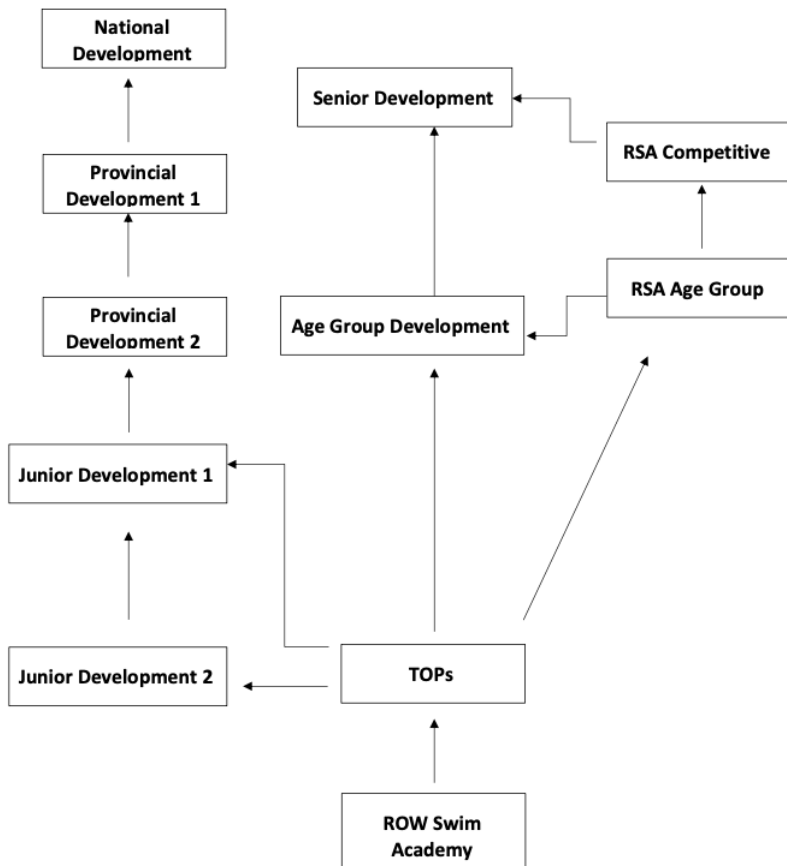 National
Development
Senior Development
RSA Competitive
Provincial
Development 1
RSA Age Group
Provincial
Development 2
Age Group Development
Junior Development 1
Junior Development 2
TOPs
ROW Swim
Academy